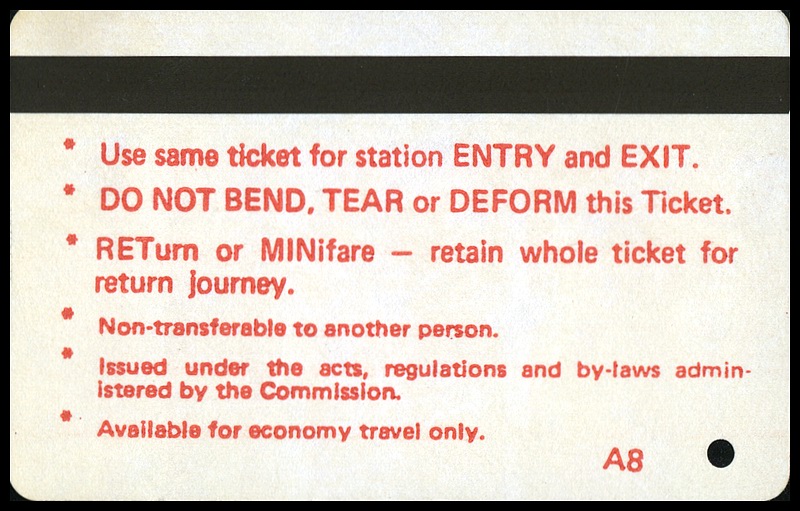 * Use same ticket for station ENTRY and EXIT.
* DO NOT BEND, TEAR or DEFORM this Ticket.
* RETurn or MINifare – retain whole ticket for
return journey.
* Non-transferable to another person.
* Issued under the acts, regulations and by-laws admin-
istered by the Commission.
* Available for economy travel only.
A8